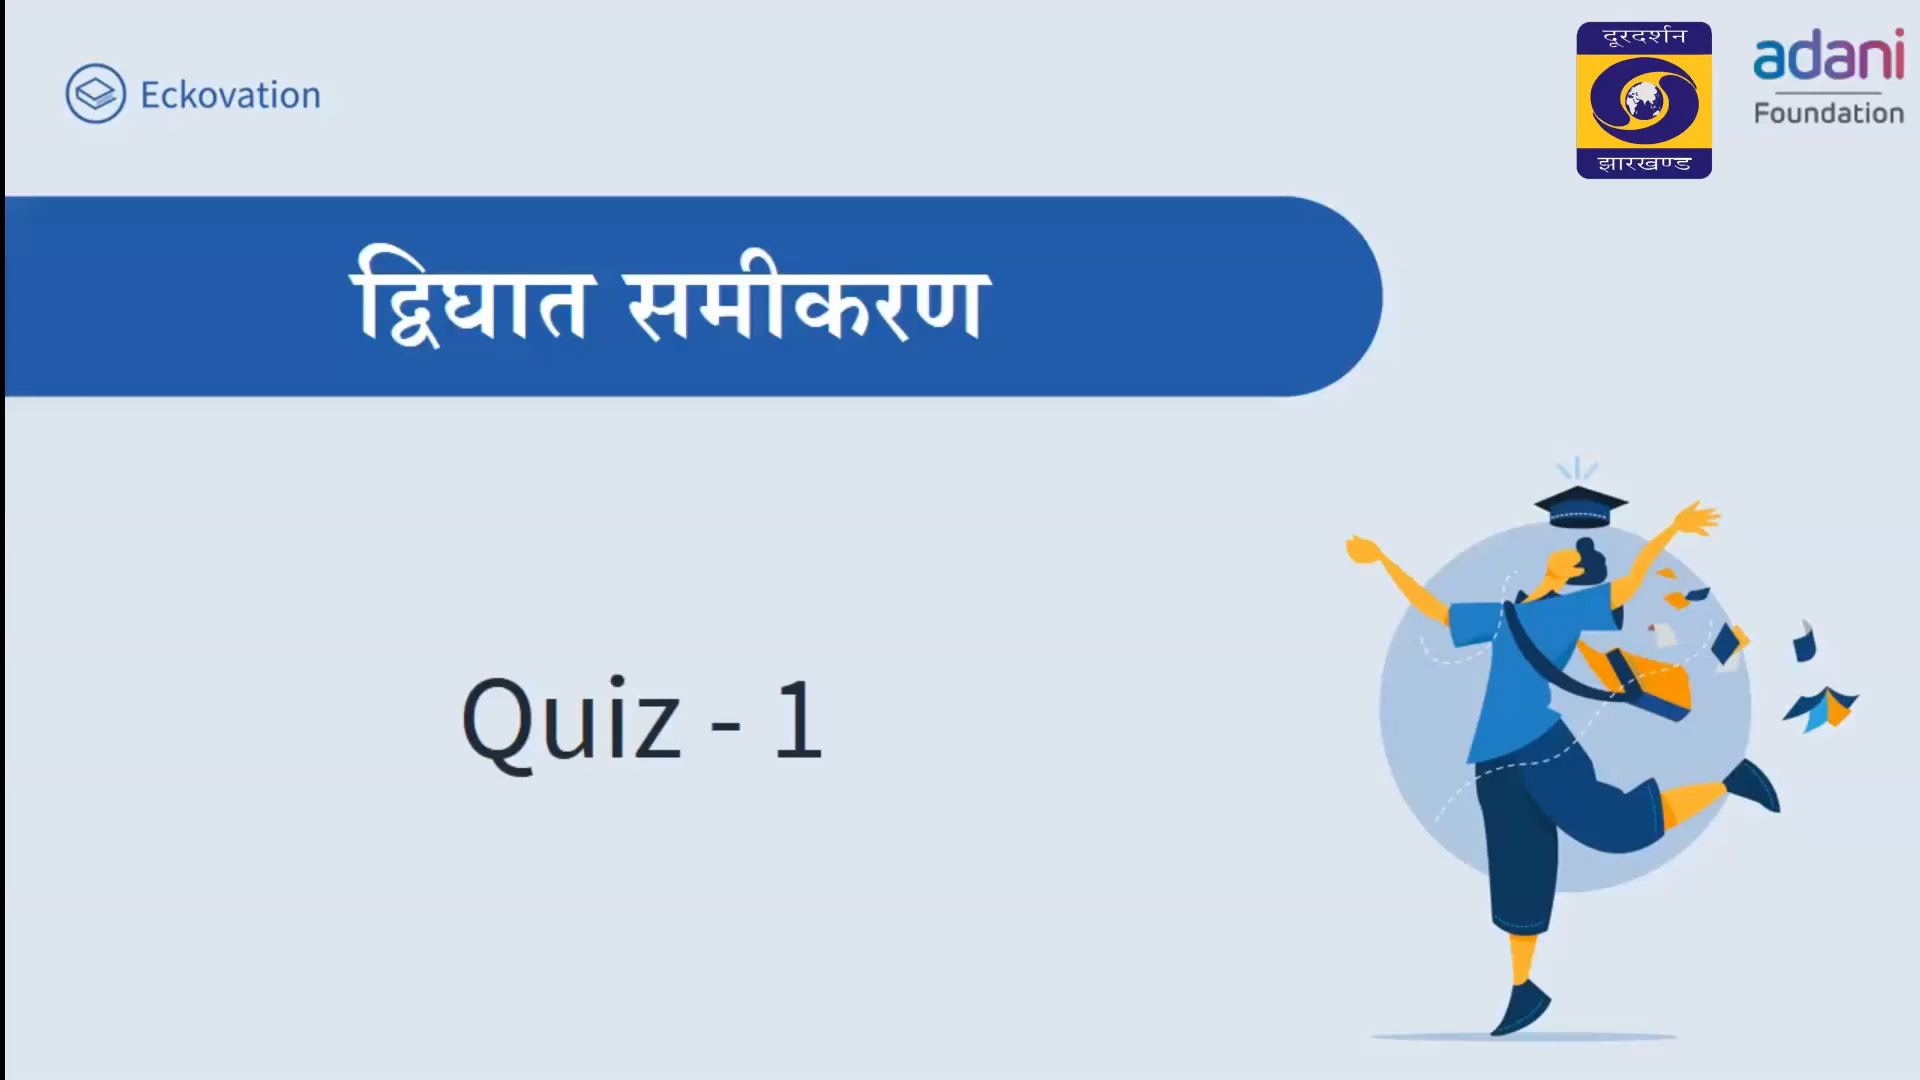 Eckovation
दूरदर्शन
झारखण्ड
adani
Foundation
द्विघात समीकरण
Quiz - 1